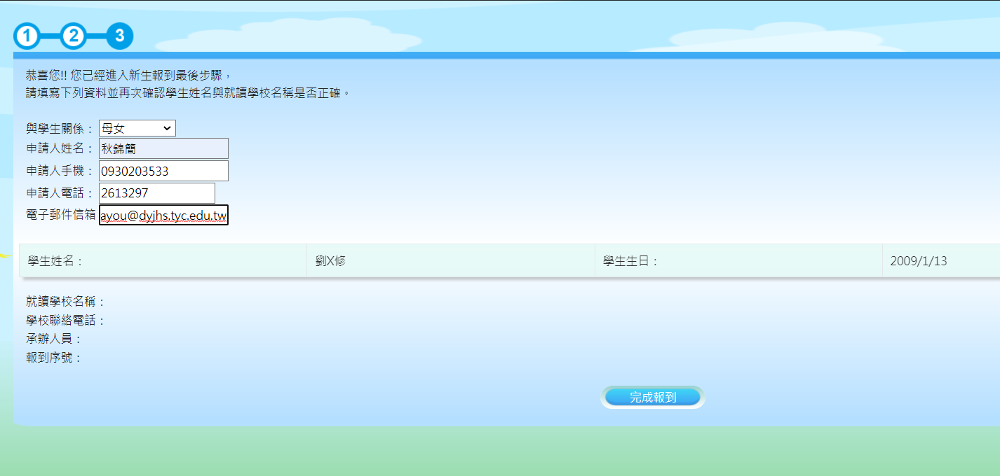 1 2 3
恭喜您!! 您已經進入新生報到最後步驟，
請填寫下列資料並再次確認學生姓名與就讀學校名稱是否正確。
與學生關係： 母女
申請人姓名： 秋錦簡
申請人手機： 0930203533
申請人電話： 2613297
電子郵件信箱 ayou@dyjhs.tyc.edu.tw
學生姓名： 劉X修 學生生日： 2009/1/13
就讀學校名稱：
學校聯絡電話：
承辦人員：
報到序號：
完成報到